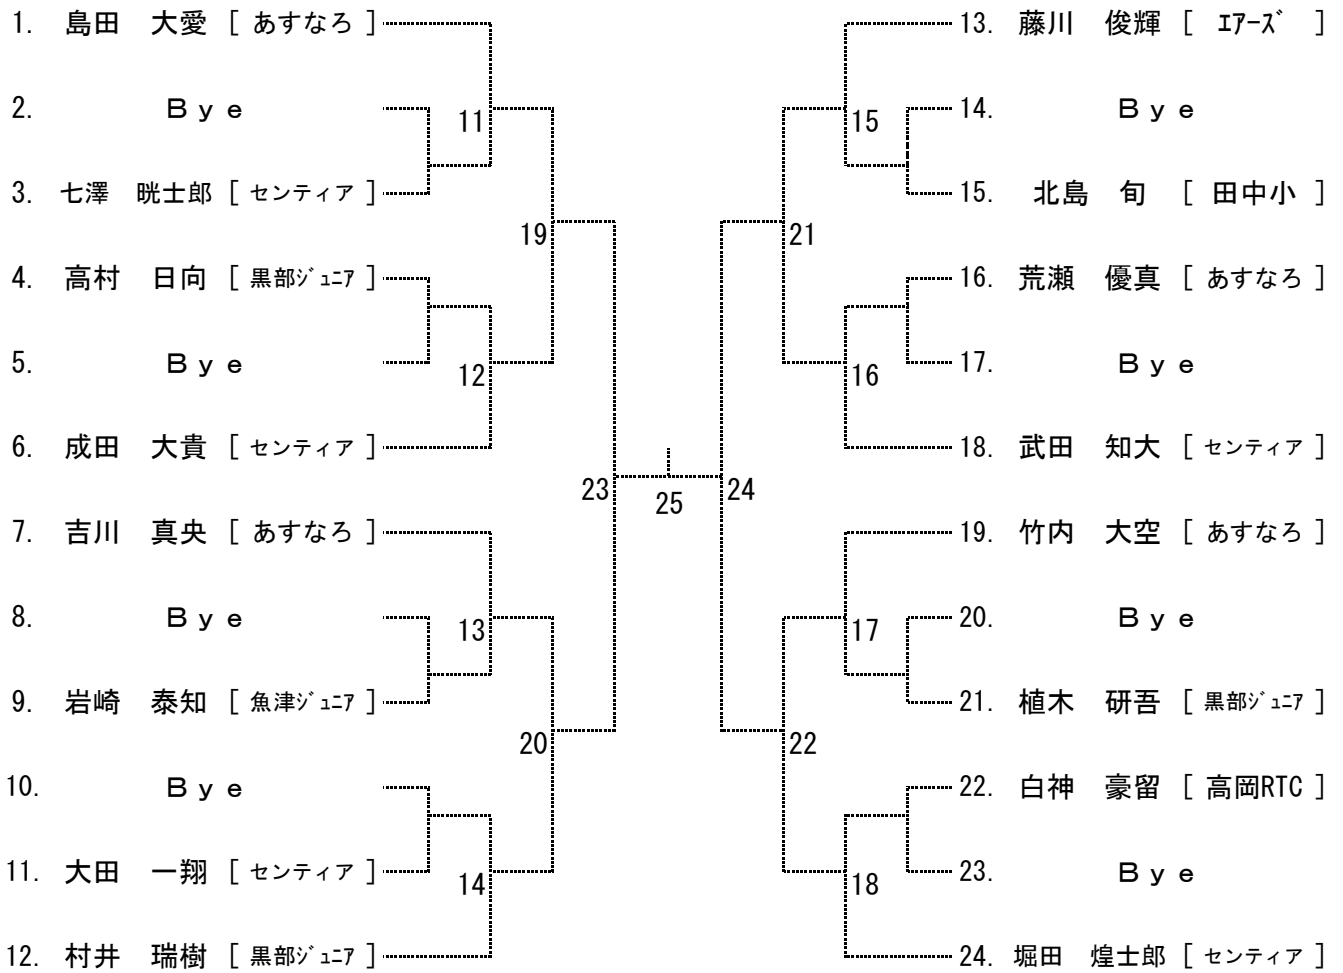 1. 島田　大愛 [ あすなろ ]
2. Ｂｙｅ
11
3. 七澤　晄士郎 [ センティア ]
19
4. 高村　日向 [ 黒部ｼﾞｭﾆｱ ]
5. Ｂｙｅ
12
6. 成田　大貴 [ センティア ]
23
7. 吉川　真央 [ あすなろ ]
8. Ｂｙｅ
13
9. 岩崎　泰知 [ 魚津ｼﾞｭﾆｱ ]
20
10. Ｂｙｅ
11. 大田　一翔 [ センティア ]
14
12. 村井　瑞樹 [ 黒部ｼﾞｭﾆｱ ]
25
13. 藤川　俊輝 [ ｴｱｰｽﾞ ]
14. Ｂｙｅ
15
15. 北島　旬 [ 田中小 ]
21
16. 荒瀬　優真 [ あすなろ ]
17. Ｂｙｅ
16
18. 武田　知大 [ センティア ]
24
19. 竹内　大空 [ あすなろ ]
20. Ｂｙｅ
17
21. 植木　研吾 [ 黒部ｼﾞｭﾆｱ ]
22
22. 白神　豪留 [ 高岡RTC ]
23. Ｂｙｅ
18
24. 堀田　煌士郎 [ センティア ]